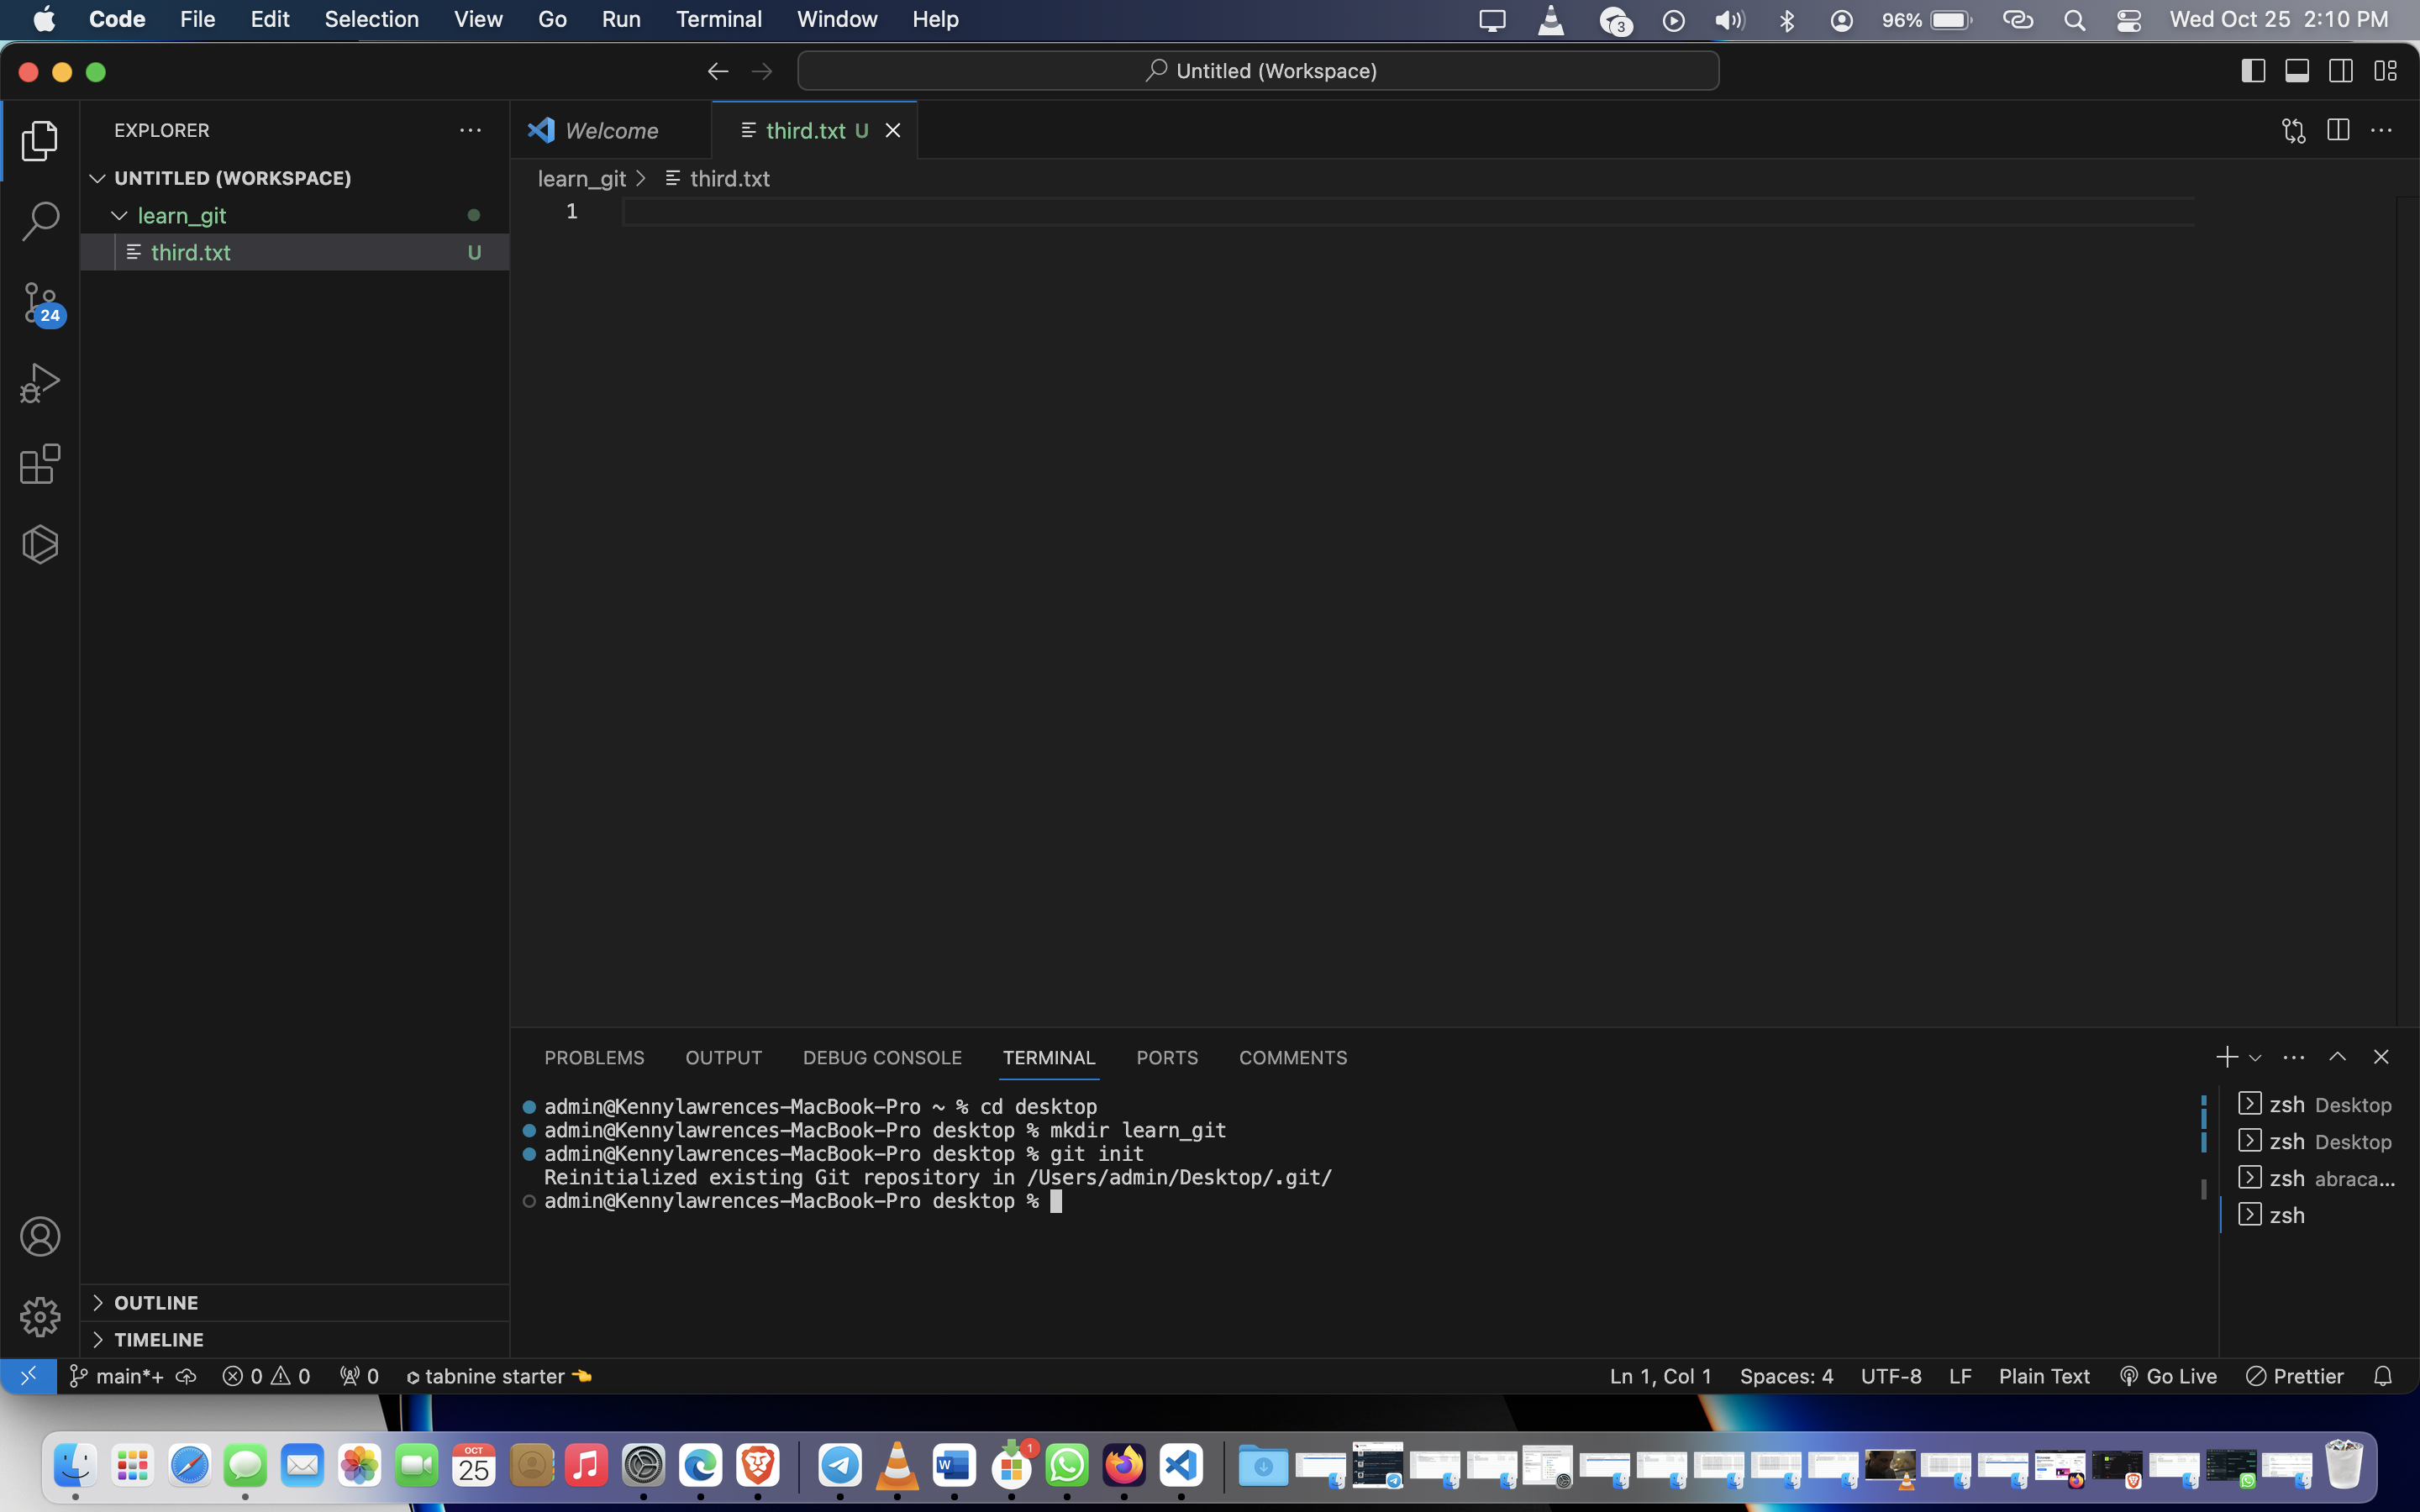 Code File Edit Selection View Go Run Terminal Window Help 3 96% Wed Oct 25 2:10 PM
Untitled (Workspace)
EXPLORER
UNTITLED (WORKSPACE)
learn_git
third.txt U
24
Welcome third.txt U
learn_git > third.txt
1
PROBLEMS OUTPUT DEBUG CONSOLE TERMINAL PORTS COMMENTS
admin@Kennylawrences-MacBook-Pro ~ % cd desktop
admin@Kennylawrences-MacBook-Pro desktop % mkdir learn_git
admin@Kennylawrences-MacBook-Pro desktop % git init
Reinitialized existing Git repository in /Users/admin/Desktop/.git/
admin@Kennylawrences-MacBook-Pro desktop %
zsh Desktop
zsh Desktop
zsh abraca...
zsh
OUTLINE
TIMELINE
main*+ 0 0 0 tabnine starter Ln 1, Col 1 Spaces: 4 UTF-8 LF Plain Text Go Live Prettier
OCT
25
W
1